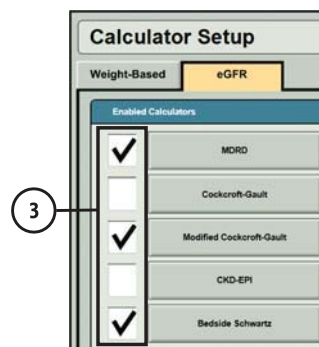 Calculator Setup
Weight-Based eGFR
Enabled Calculators
MDRD
Cockcroft-Gault
3
Modified Cockcroft-Gault
CKD-EPI
Bedside Schwartz